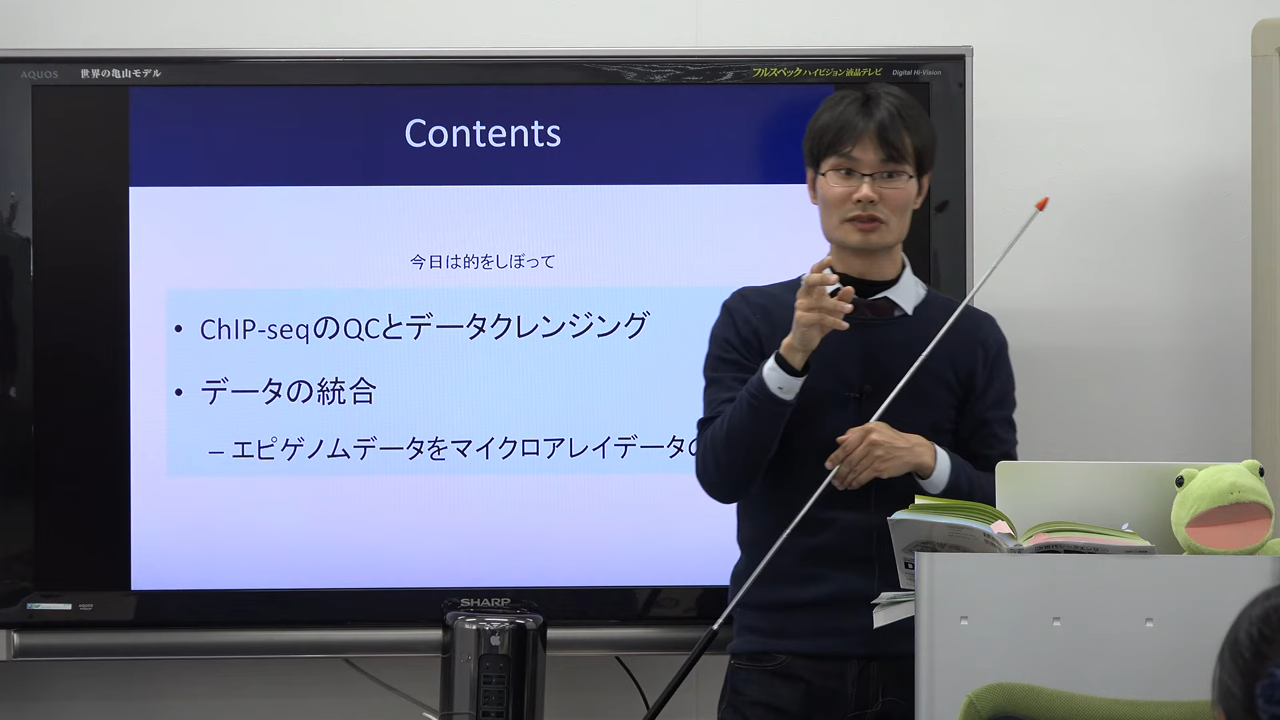 AQUOS 世界の亀山モデル フルスペックハイビジョン液晶テレビ Digital Hi-Vision
Contents
今日は的をしぼって
• ChIP-seqのQCとデータクレンジング
• データの統合
– エピゲノムデータをマイクロアレイデータの
SHARP